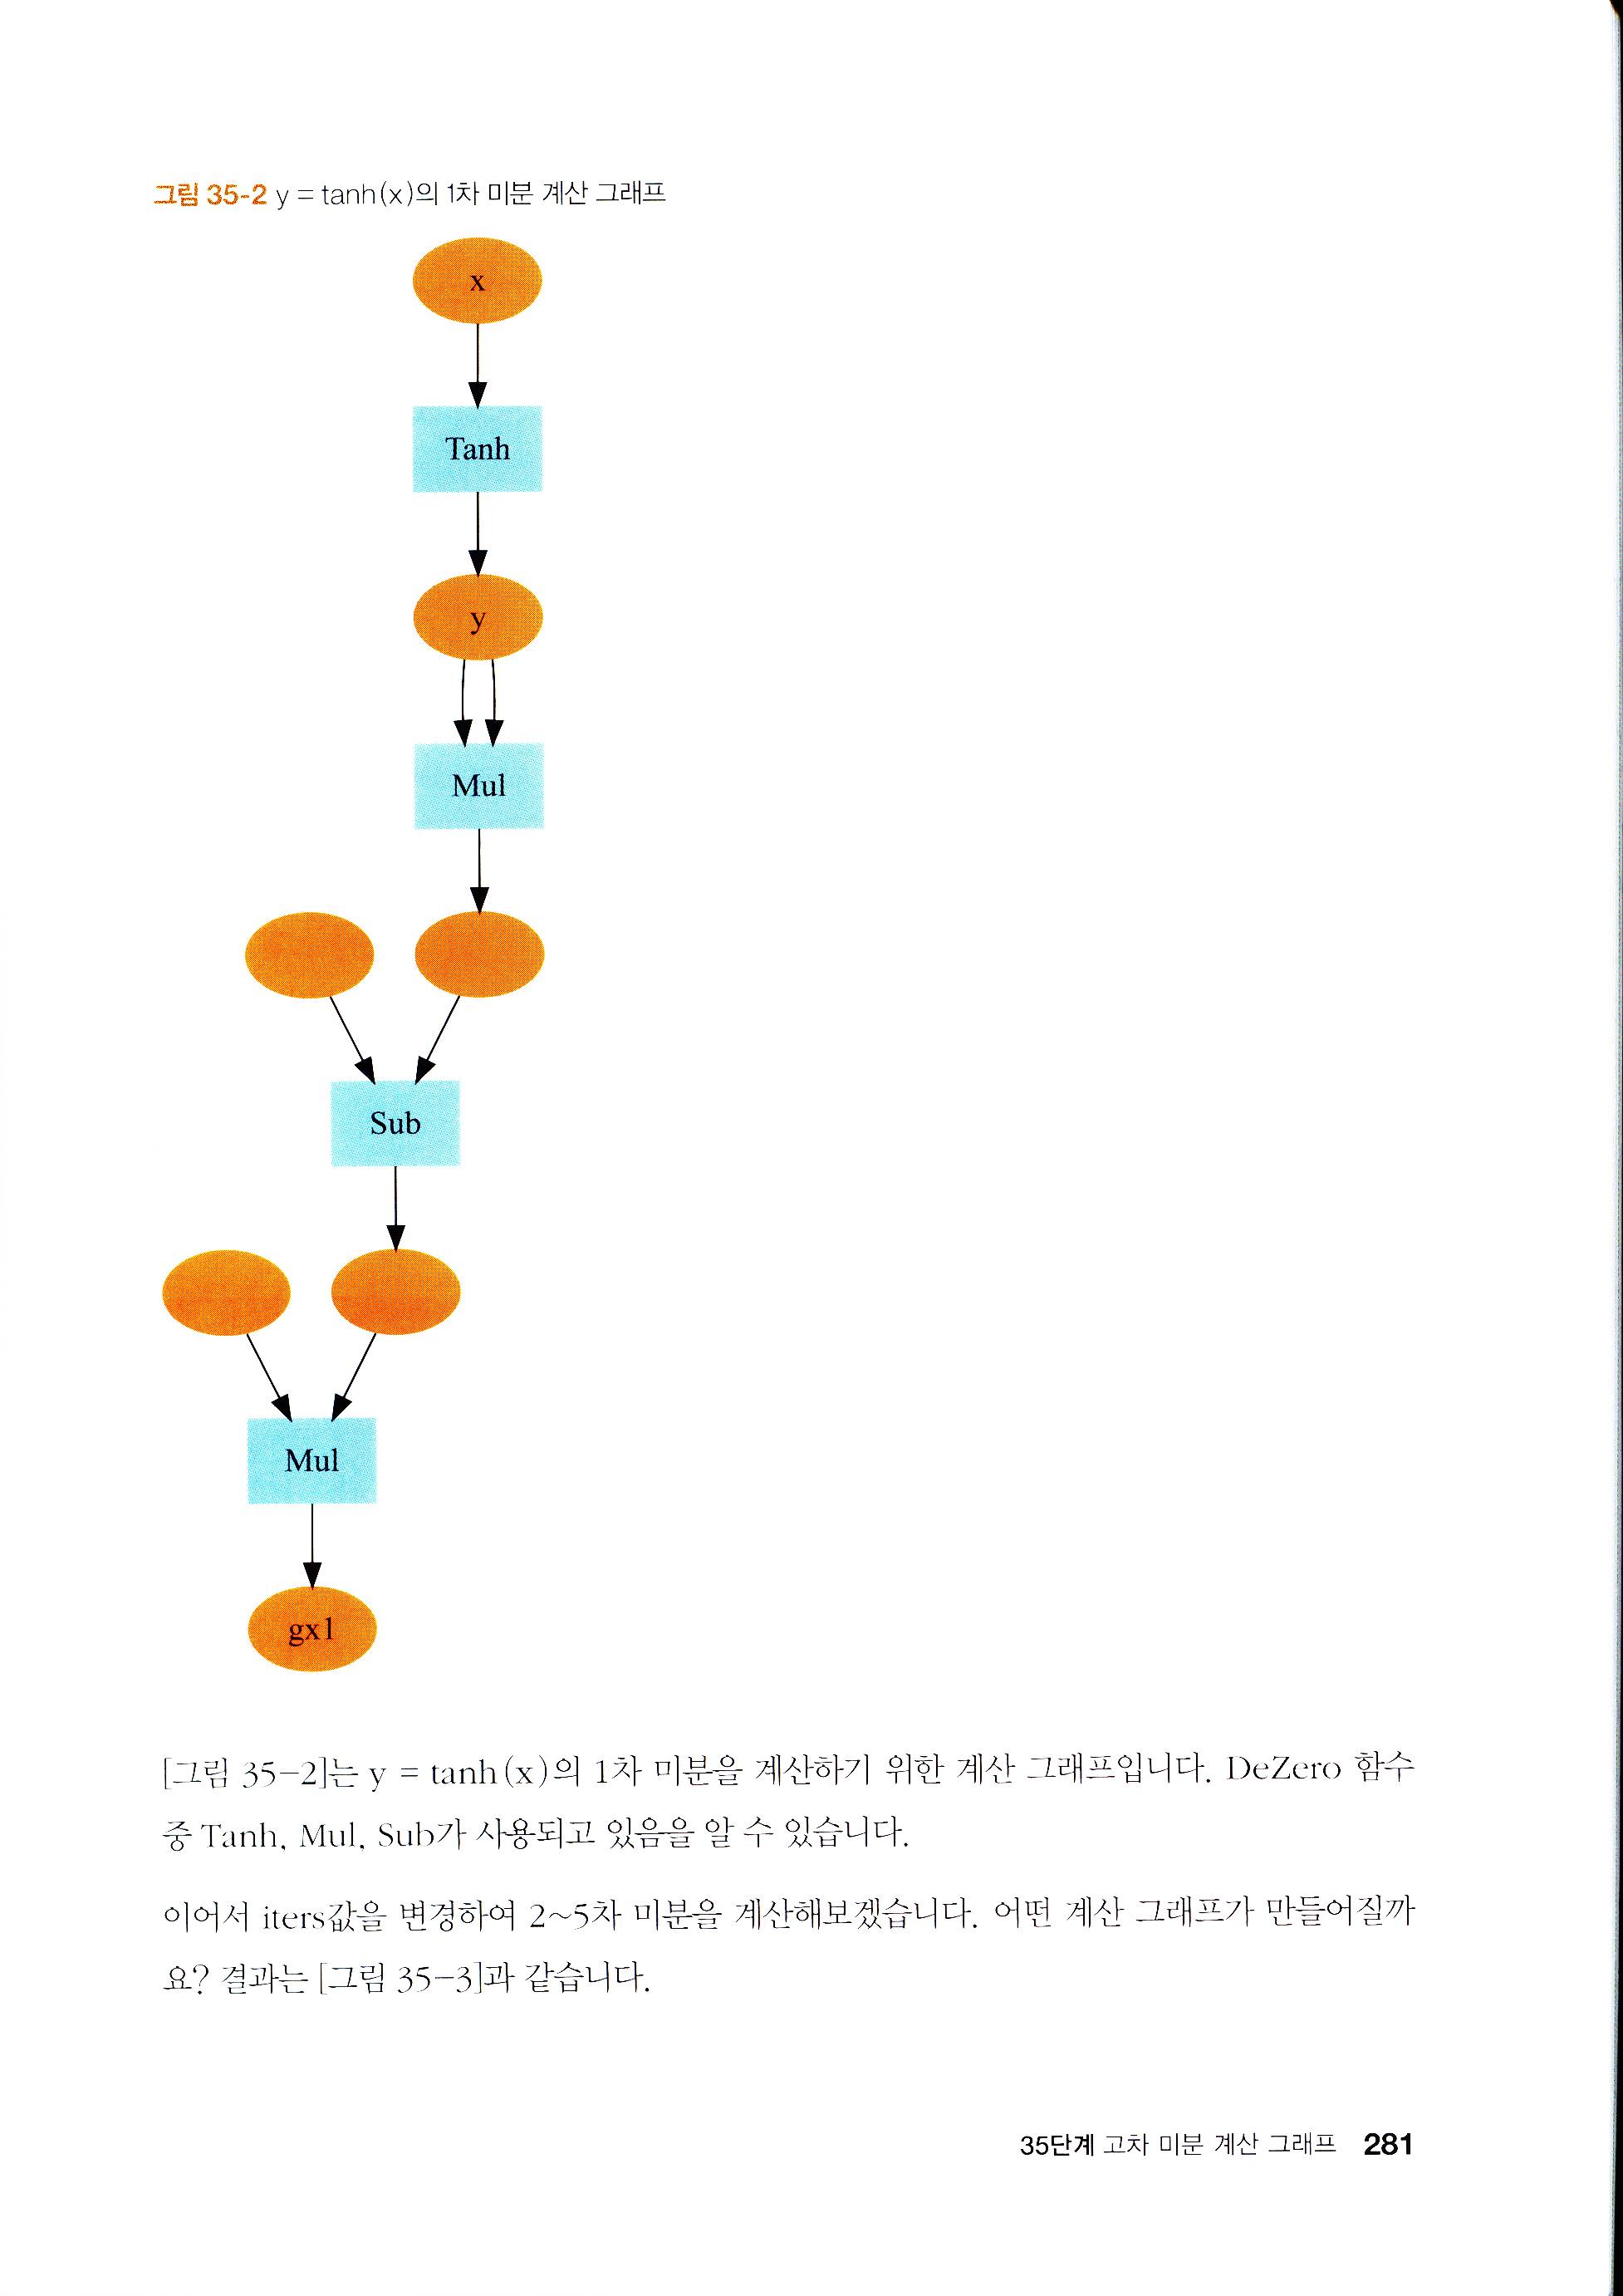 그림 35-2 y = tanh(x)의 1차 미분 계산 그래프
x
Tanh
y
Mul
Sub
Mul
gx1
[그림 35-2]는 y = tanh(x)의 1차 미분을 계산하기 위한 계산 그래프입니다. DeZero 함수
중 Tanh, Mul, Sub가 사용되고 있음을 알 수 있습니다.
이어서 iters값을 변경하여 2~5차 미분을 계산해보겠습니다. 어떤 계산 그래프가 만들어질까
요? 결과는 [그림 35-3]과 같습니다.
35단계 고차 미분 계산 그래프 281